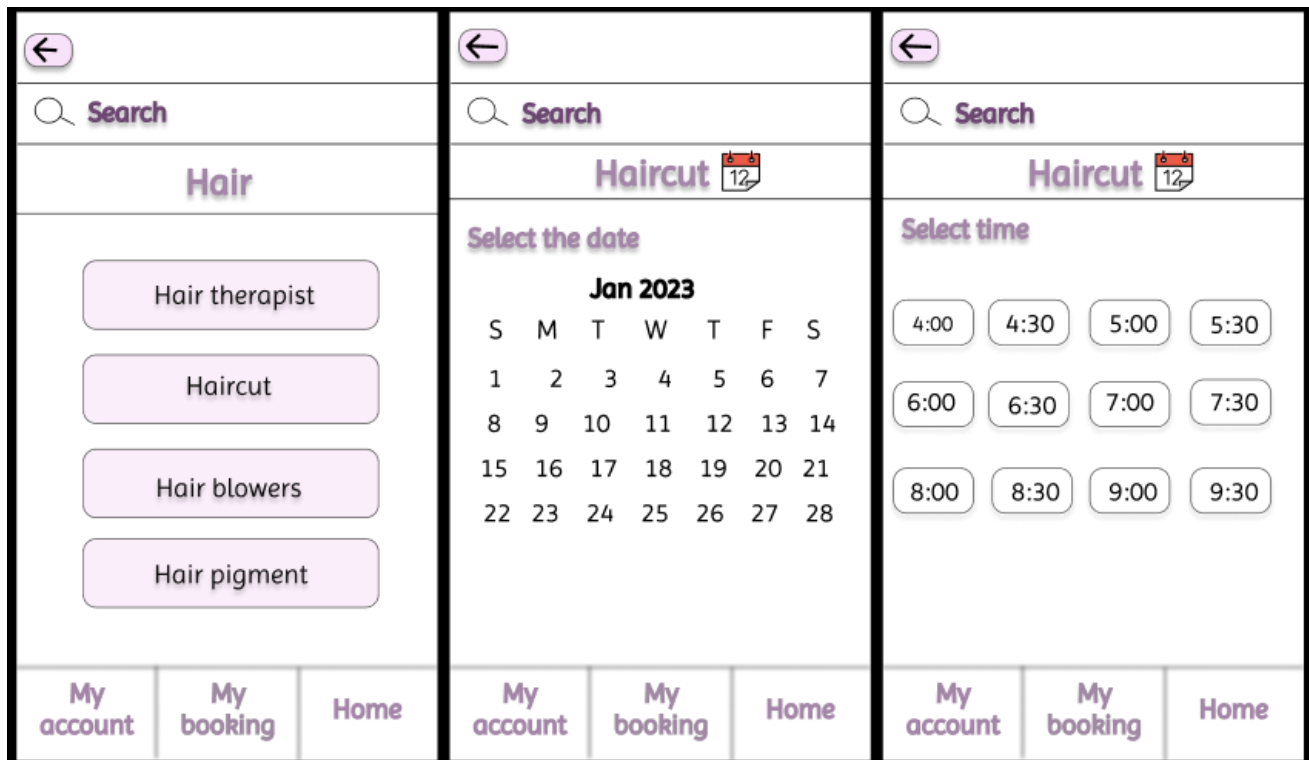 Search
Hair
Hair therapist
Haircut
Hair blowers
Hair pigment
My account
My booking
Home
Search
Haircut 12
Select the date
Jan 2023
S M T W T F S
1 2 3 4 5 6 7
8 9 10 11 12 13 14
15 16 17 18 19 20 21
22 23 24 25 26 27 28
My account
My booking
Home
Search
Haircut 12
Select time
4:00 4:30 5:00 5:30
6:00 6:30 7:00 7:30
8:00 8:30 9:00 9:30
My account
My booking
Home